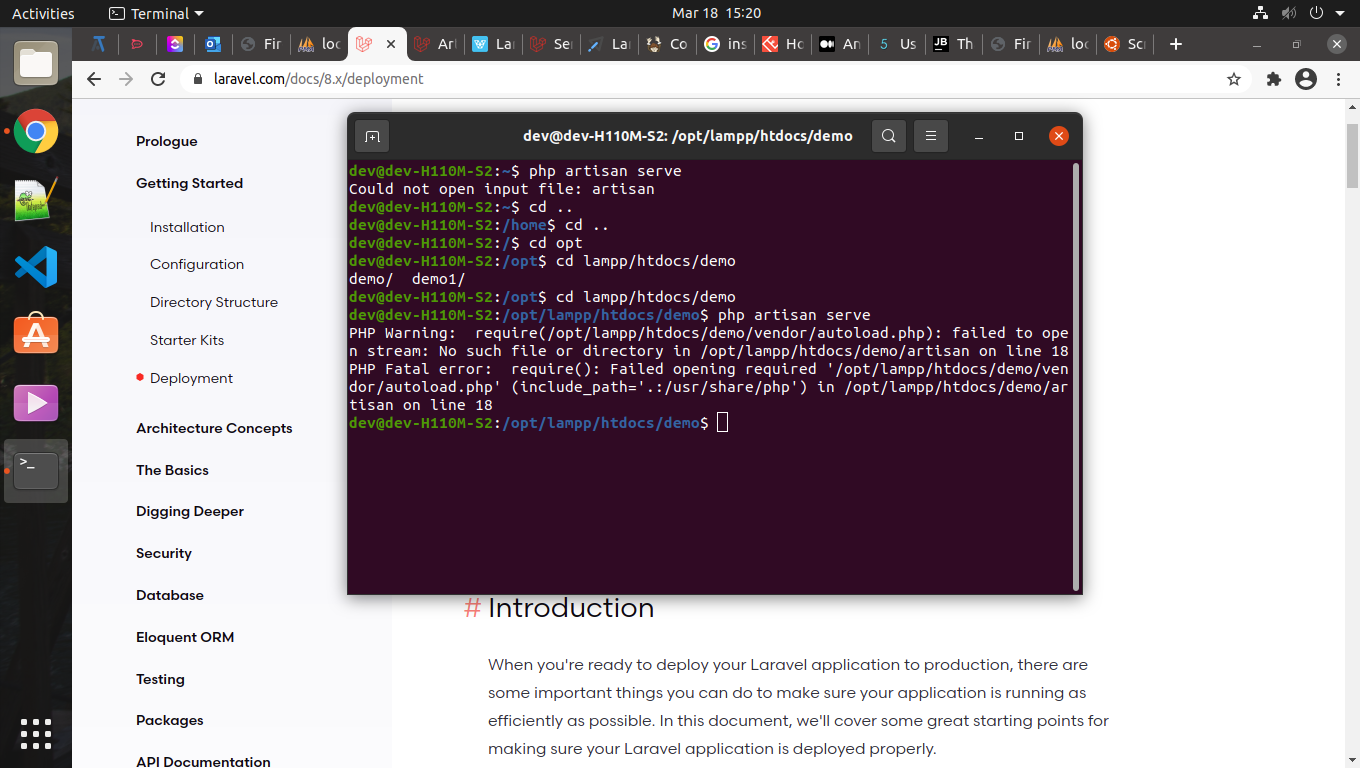 Activities
Terminal
Mar 18 15:20
Fir
loc
Art
Lar
Ser
Lar
Co
ins
Ho
An
Us
Th
Fir
loc
Scr
laravel.com/docs/8.x/deployment
Prologue
Getting Started
Installation
Configuration
Directory Structure
Starter Kits
Deployment
Architecture Concepts
The Basics
Digging Deeper
Security
Database
Eloquent ORM
Testing
Packages
API Documentation
dev@dev-H110M-S2: /opt/lampp/htdocs/demo
dev@dev-H110M-S2:~$ php artisan serve
Could not open input file: artisan
dev@dev-H110M-S2:~$ cd ..
dev@dev-H110M-S2:/home$ cd ..
dev@dev-H110M-S2:/$ cd opt
dev@dev-H110M-S2:/opt$ cd lampp/htdocs/demo
demo/  demo1/
dev@dev-H110M-S2:/opt$ cd lampp/htdocs/demo
dev@dev-H110M-S2:/opt/lampp/htdocs/demo$ php artisan serve
PHP Warning:  require(/opt/lampp/htdocs/demo/vendor/autoload.php): failed to ope
n stream: No such file or directory in /opt/lampp/htdocs/demo/artisan on line 18
PHP Fatal error:  require(): Failed opening required '/opt/lampp/htdocs/demo/ven
dor/autoload.php' (include_path='.:/usr/share/php') in /opt/lampp/htdocs/demo/ar
tisan on line 18
dev@dev-H110M-S2:/opt/lampp/htdocs/demo$
# Introduction
When you're ready to deploy your Laravel application to production, there are
some important things you can do to make sure your application is running as
efficiently as possible. In this document, we'll cover some great starting points for
making sure your Laravel application is deployed properly.